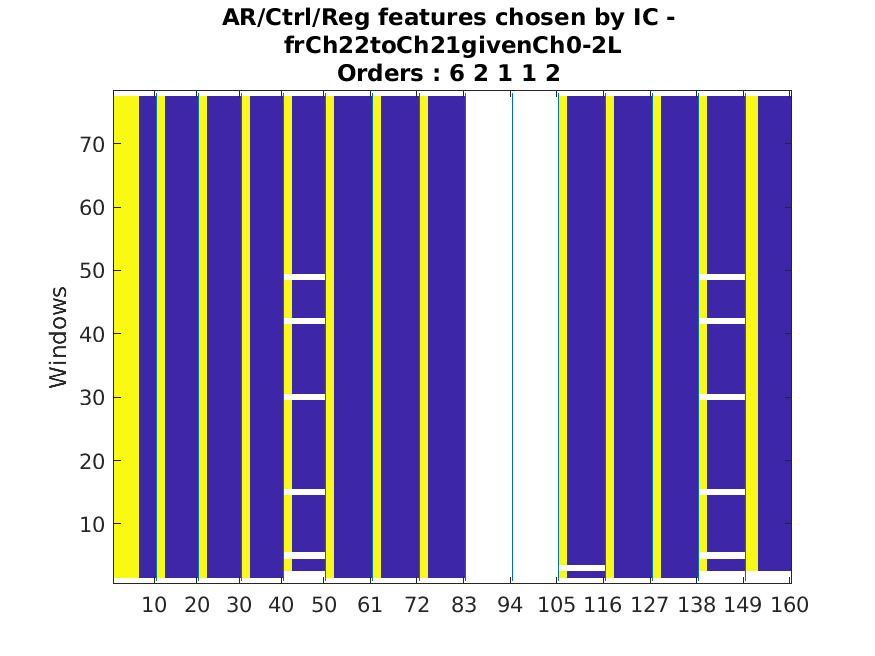 AR/Ctrl/Reg features chosen by IC -
frCh22toCh21givenCh0-2L
Orders : 6 2 1 1 2
Windows
70
60
50
40
30
20
10
10 20 30 40 50 61 72 83 94 105 116 127 138 149 160